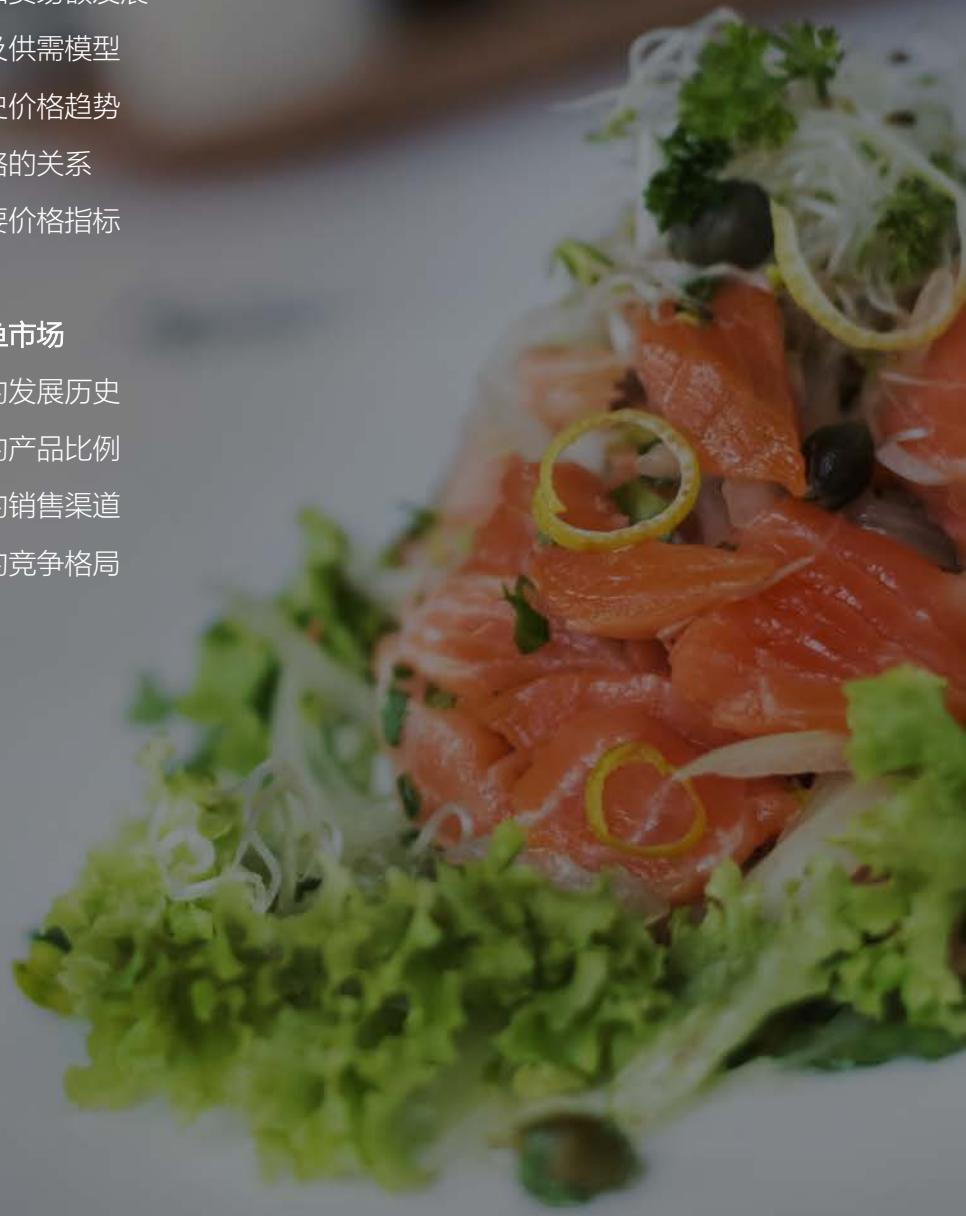 及供需模型
史价格趋势
格的关系
要价格指标
鱼市场
的发展历史
的产品比例
的销售渠道
的竞争格局